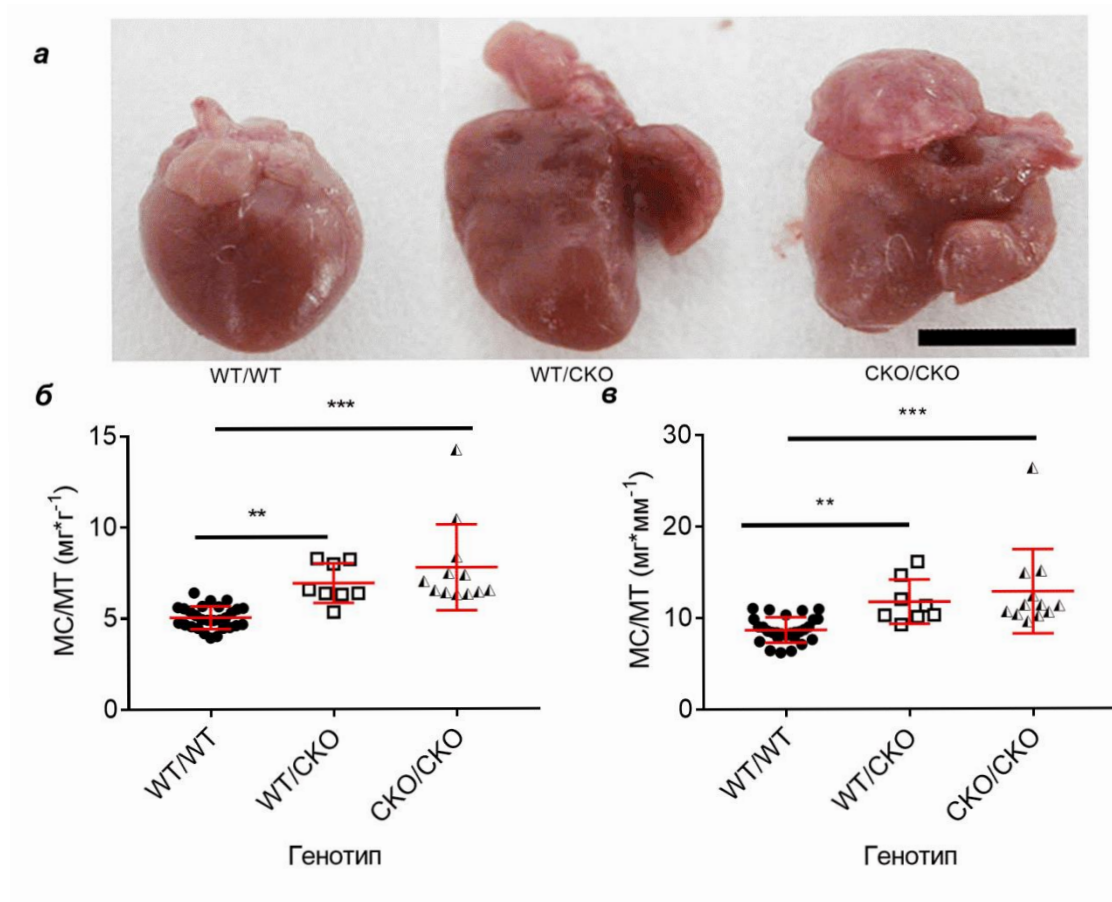 а
WT/WT WT/CKO CKO/CKO
б
***
**
15
10
5
0
МС/МТ (мг*г⁻¹)
WT/WT
WT/CKO
CKO/CKO
Генотип
в
***
**
30
20
10
0
МС/МТ (мг*мм⁻¹)
WT/WT
WT/CKO
CKO/CKO
Генотип